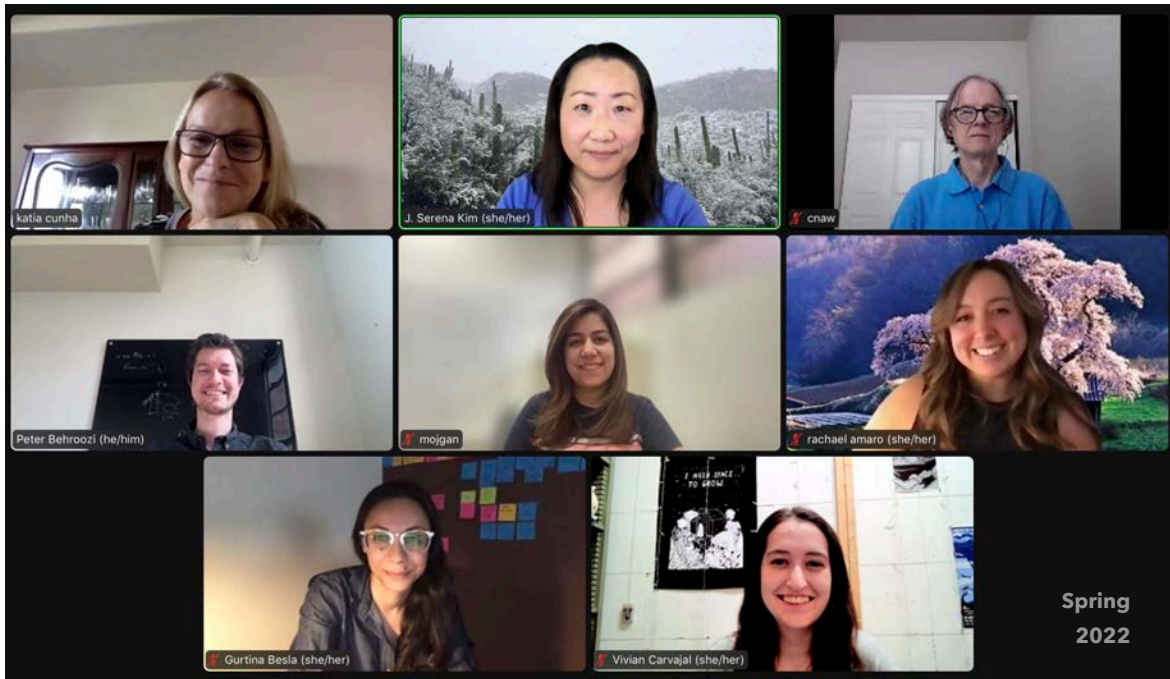 katia cunha
J. Serena Kim (she/her)
cnaw
Peter Behroozi (he/him)
mojgan
rachael amaro (she/her)
I NEED SPACE
TO GROW
Gurtina Besla (she/her)
Vivian Carvajal (she/her)
Spring
2022